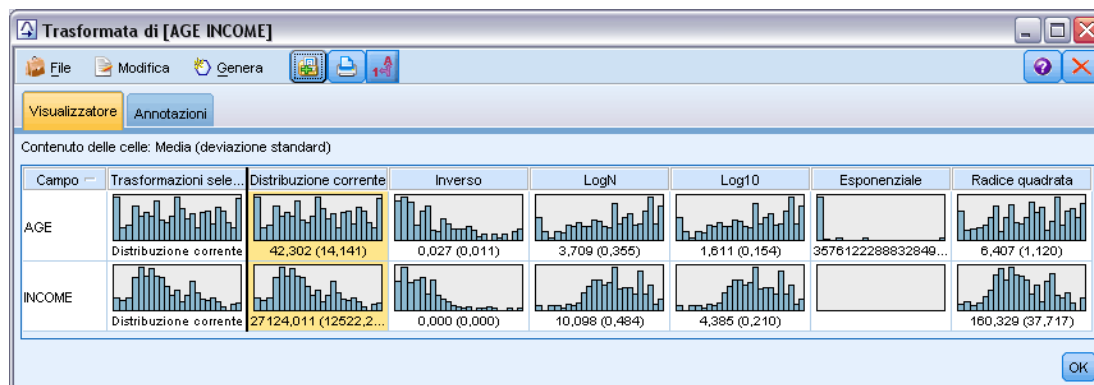 Trasformata di [AGE INCOME]
File Modifica Genera
Visualizzatore Annotazioni
Contenuto delle celle: Media (deviazione standard)
Campo Trasformazioni sele... Distribuzione corrente Inverso LogN Log10 Esponenziale Radice quadrata
AGE
Distribuzione corrente 42,302 (14,141) 0,027 (0,011) 3,709 (0,355) 1,611 (0,154) 3576122288832849... 6,407 (1,120)
INCOME
Distribuzione corrente 27124,011 (12522,2... 0,000 (0,000) 10,098 (0,484) 4,385 (0,210) 160,329 (37,717)
OK